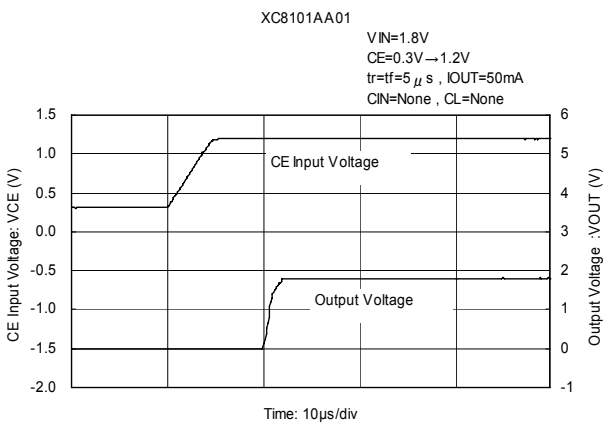 XC8101AA01
VIN=1.8V
CE=0.3V→1.2V
tr=tf=5μs , IOUT=50mA
CIN=None , CL=None
CE Input Voltage: VCE (V)
1.5
1.0
0.5
0.0
-0.5
-1.0
-1.5
-2.0
CE Input Voltage
Output Voltage
6
5
4
3
2
1
0
-1
Output Voltage :VOUT (V)
Time: 10μs/div